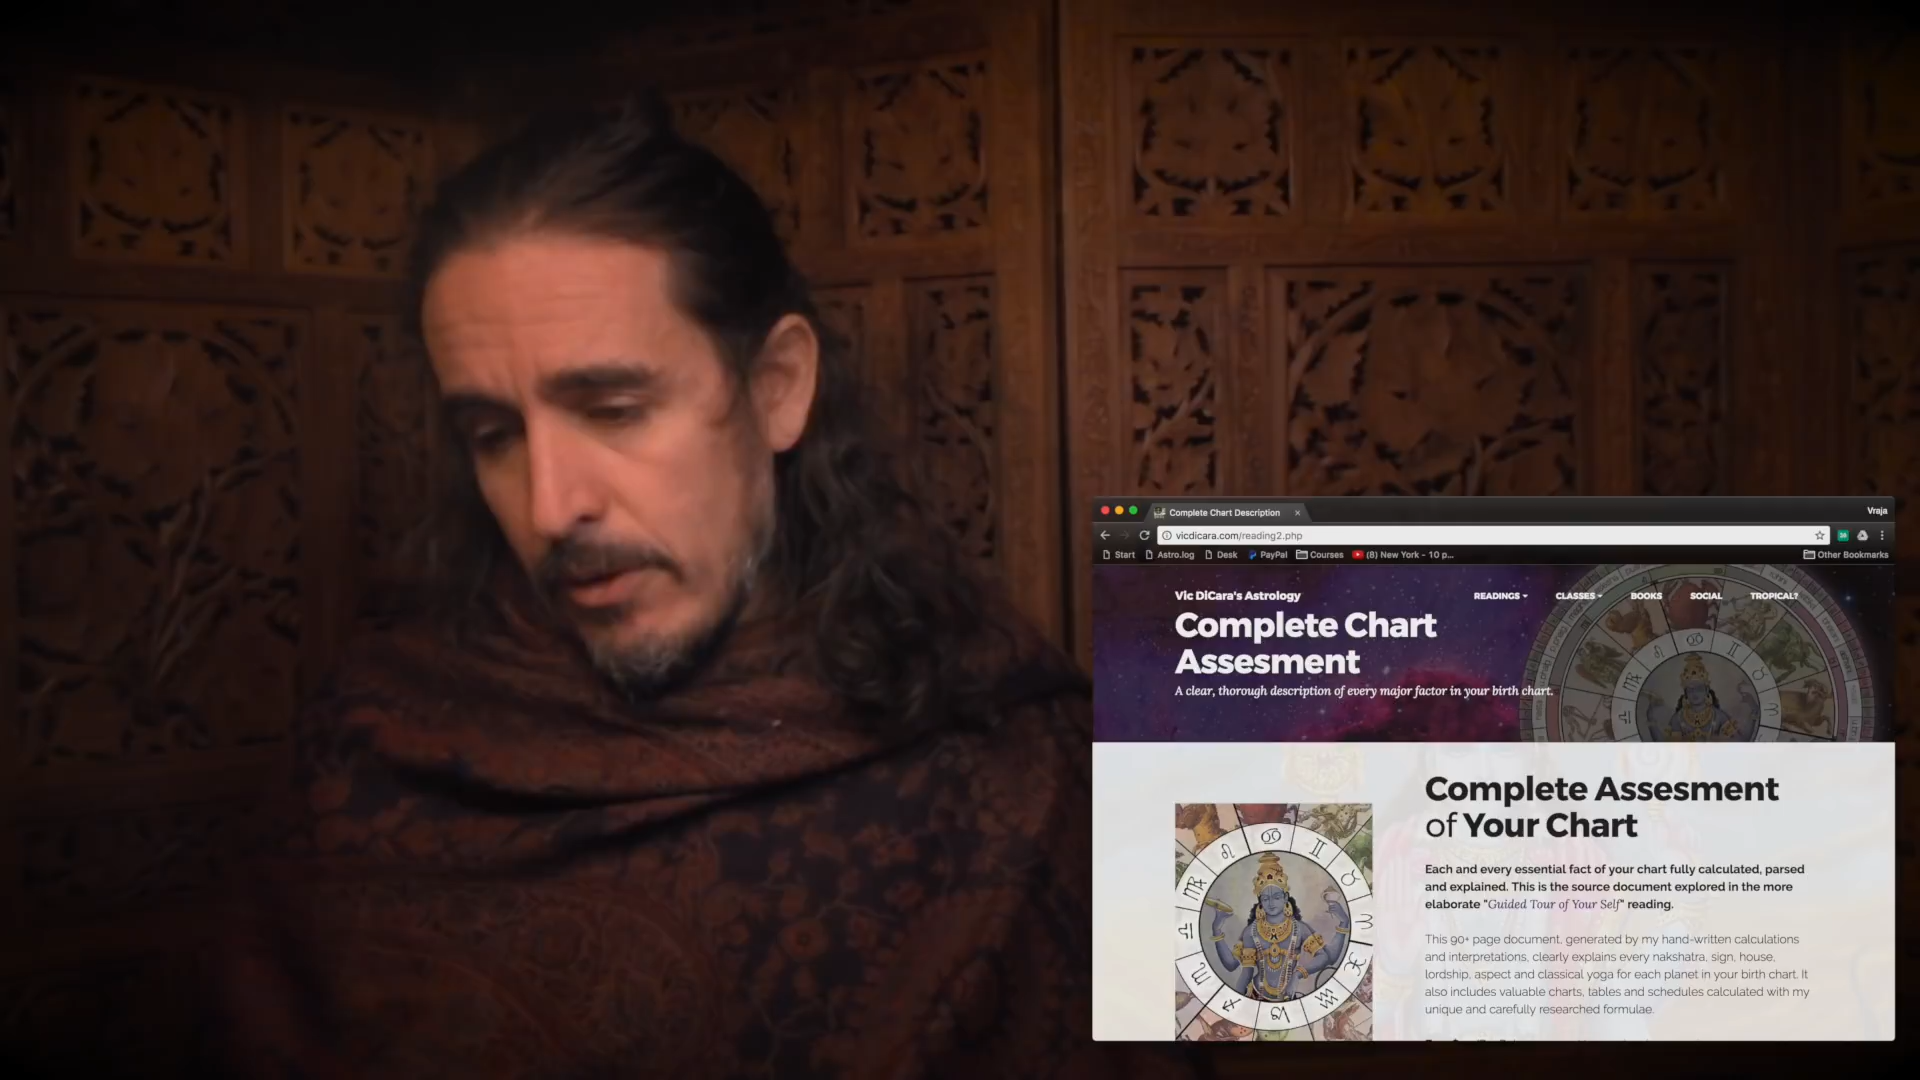 Complete Chart Description
Vraja
vicdicara.com/reading2.php
Start Astro.log Desk PayPal Courses (8) New York - 10 p... Other Bookmarks
Vic DiCara's Astrology
READINGS CLASSES BOOKS SOCIAL TROPICAL?
Complete Chart
Assesment
A clear, thorough description of every major factor in your birth chart.
Complete Assesment
of Your Chart
Each and every essential fact of your chart fully calculated, parsed
and explained. This is the source document explored in the more
elaborate "Guided Tour of Your Self" reading.
This 90+ page document, generated by my hand-written calculations
and interpretations, clearly explains every nakshatra, sign, house,
lordship, aspect and classical yoga for each planet in your birth chart. It
also includes valuable charts, tables and schedules calculated with my
unique and carefully researched formulae.